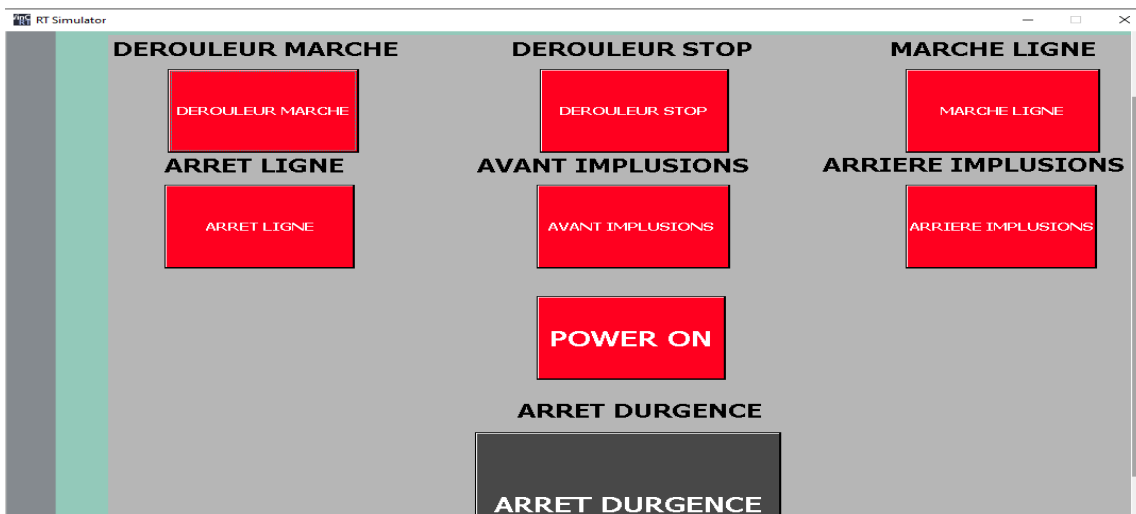 RT Simulator
DEROULEUR MARCHE
DEROULEUR STOP
MARCHE LIGNE
DEROULEUR MARCHE
DEROULEUR STOP
MARCHE LIGNE
ARRET LIGNE
AVANT IMPLUSIONS
ARRIERE IMPLUSIONS
ARRET LIGNE
AVANT IMPLUSIONS
ARRIERE IMPLUSIONS
POWER ON
ARRET DURGENCE
ARRET DURGENCE